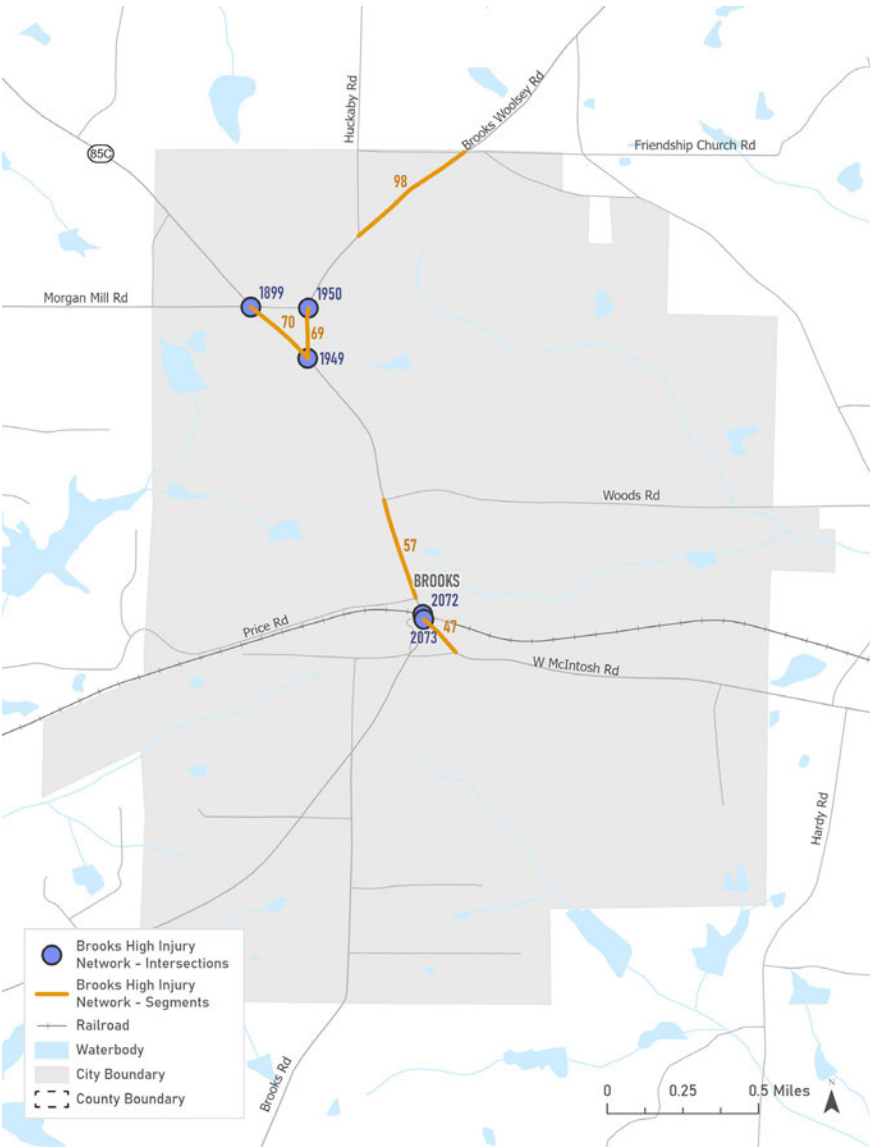 Huckaby Rd
Brooks Woolsey Rd
Friendship Church Rd
85C
98
Morgan Mill Rd
1899
1950
70
69
1949
Woods Rd
57
BROOKS
2072
47
2073
Price Rd
W McIntosh Rd
Hardy Rd
Brooks Rd
Brooks High Injury
Network - Intersections
Brooks High Injury
Network - Segments
Railroad
Waterbody
City Boundary
County Boundary
0 0.25 0.5 Miles
N